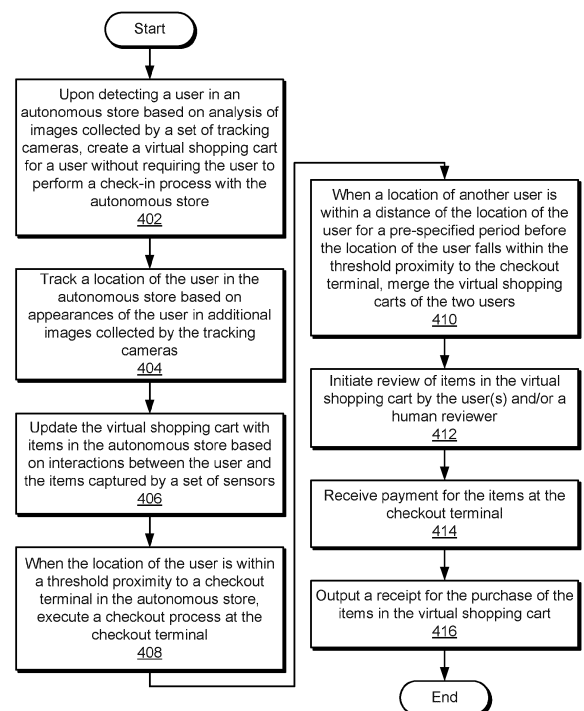 Start
Upon detecting a user in an
autonomous store based on analysis of
images collected by a set of tracking
cameras, create a virtual shopping cart
for a user without requiring the user to
perform a check-in process with the
autonomous store
402
Track a location of the user in the
autonomous store based on
appearances of the user in additional
images collected by the tracking
cameras
404
Update the virtual shopping cart with
items in the autonomous store based
on interactions between the user and
the items captured by a set of sensors
406
When the location of the user is within
a threshold proximity to a checkout
terminal in the autonomous store,
execute a checkout process at the
checkout terminal
408
When a location of another user is
within a distance of the location of the
user for a pre-specified period before
the location of the user falls within the
threshold proximity to the checkout
terminal, merge the virtual shopping
carts of the two users
410
Initiate review of items in the virtual
shopping cart by the user(s) and/or a
human reviewer
412
Receive payment for the items at the
checkout terminal
414
Output a receipt for the purchase of the
items in the virtual shopping cart
416
End